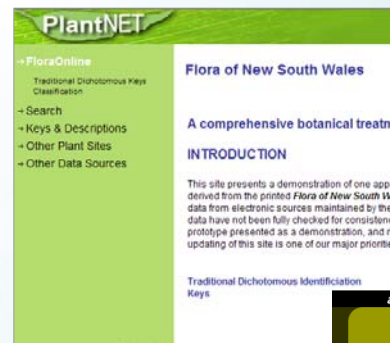 PlantNET
FloraOnline
Traditional Dichotomous Keys
Classification
Search
Keys & Descriptions
Other Plant Sites
Other Data Sources
Flora of New South Wales
A comprehensive botanical treatm
INTRODUCTION
This site presents a demonstration of one app
derived from the printed Flora of New South W
data from electronic sources maintained by the
data have not been fully checked for consisten
prototype presented as a demonstration, and r
updating of this site is one of our major prioriti
Traditional Dichotomous Identificiation
Keys